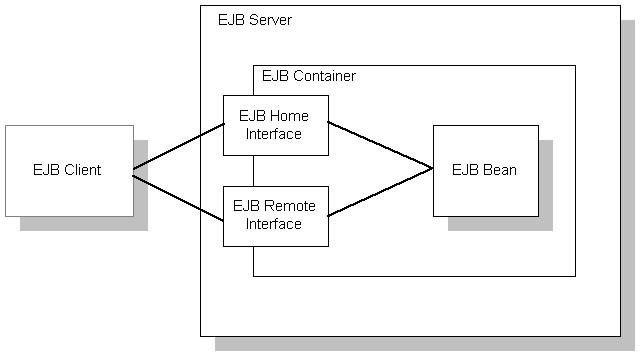 EJB Server
EJB Container
EJB Home
Interface
EJB Client
EJB Bean
EJB Remote
Interface